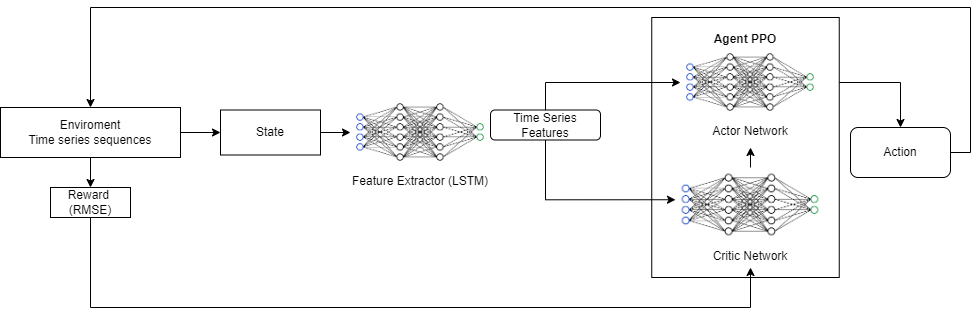 Agent PPO
Enviroment
Time series sequences
State
Time Series
Features
Actor Network
Action
Feature Extractor (LSTM)
Reward
(RMSE)
Critic Network